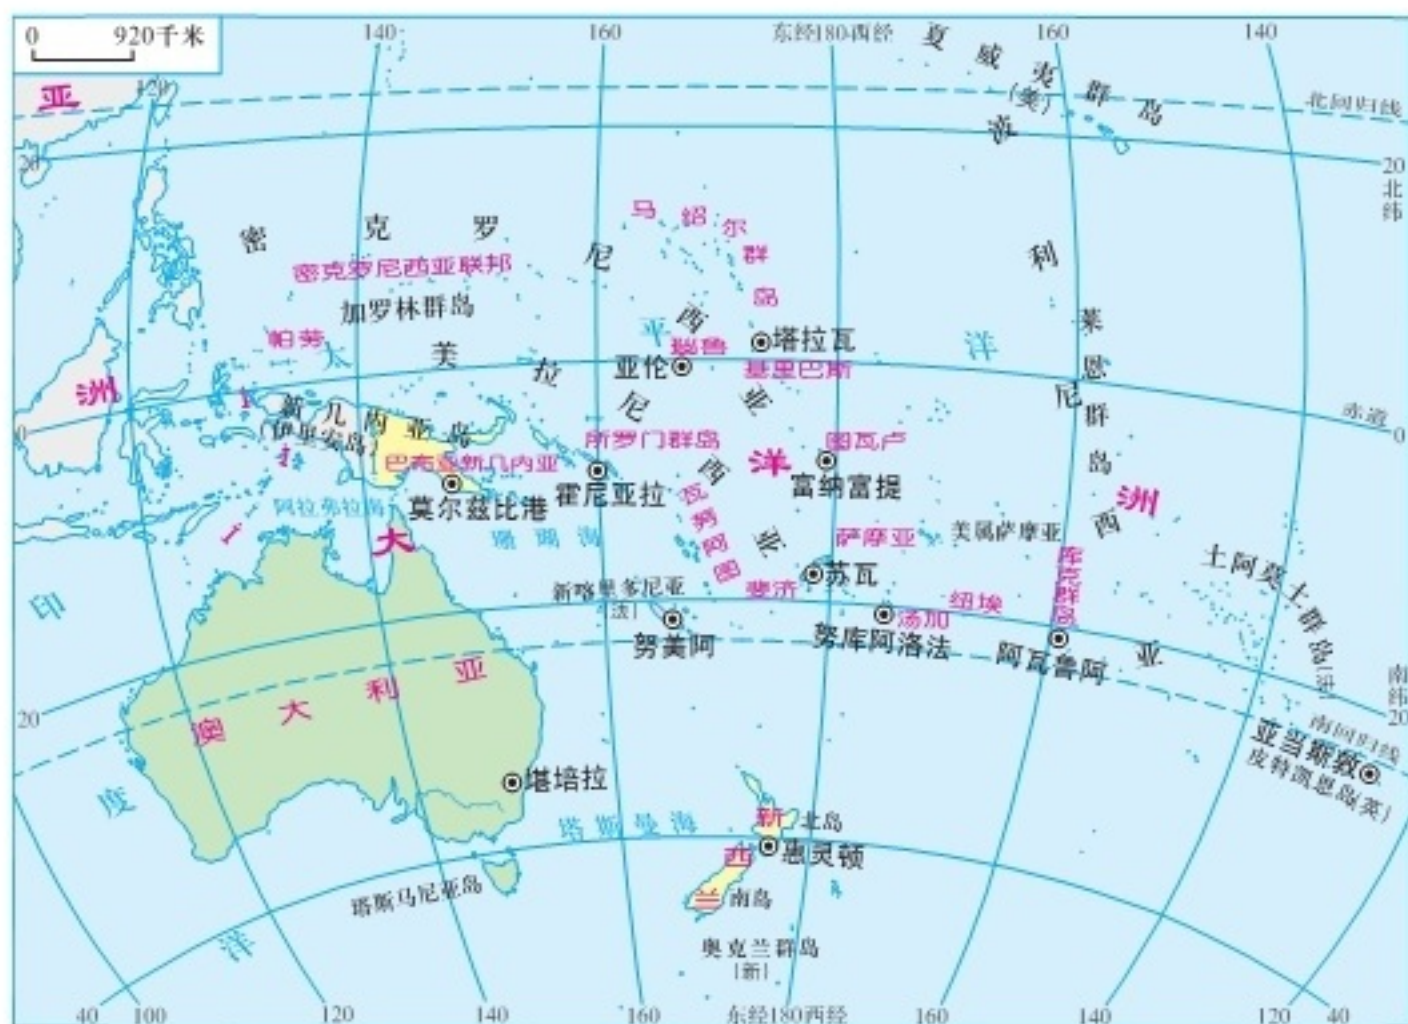 0 920千米
140 160 东经180西经 160 140
夏威夷群岛
(美)
120
亚
北回归线
波
20 20
北纬
密克罗尼西亚
马绍尔群岛
利
密克罗尼西亚联邦
加罗林群岛
帕劳
太平洋
美拉尼西亚
瑙鲁
塔拉瓦
亚伦
基里巴斯
莱恩群岛
尼
洲
赤道
0 0
新几内亚岛
(伊里安岛)
所罗门群岛
图瓦卢
巴布亚新几内亚
洋
富纳富提
霍尼亚拉
莫尔兹比港
瓦努阿图
洲
阿拉弗拉海
大
珊瑚海
萨摩亚
美属萨摩亚
西
库克群岛
土阿莫土群岛(法)
苏瓦
斐济
新喀里多尼亚
(法)
纽埃
汤加
印度洋
努美阿
努库阿洛法
阿瓦鲁阿
亚
澳大利亚
南纬
20 20
南回归线
亚当斯敦
皮特凯恩岛(英)
堪培拉
塔斯曼海
新西兰
北岛
惠灵顿
塔斯马尼亚岛
南岛
奥克兰群岛
(新)
40 100 120 140 160 东经180西经 160 140 120 40